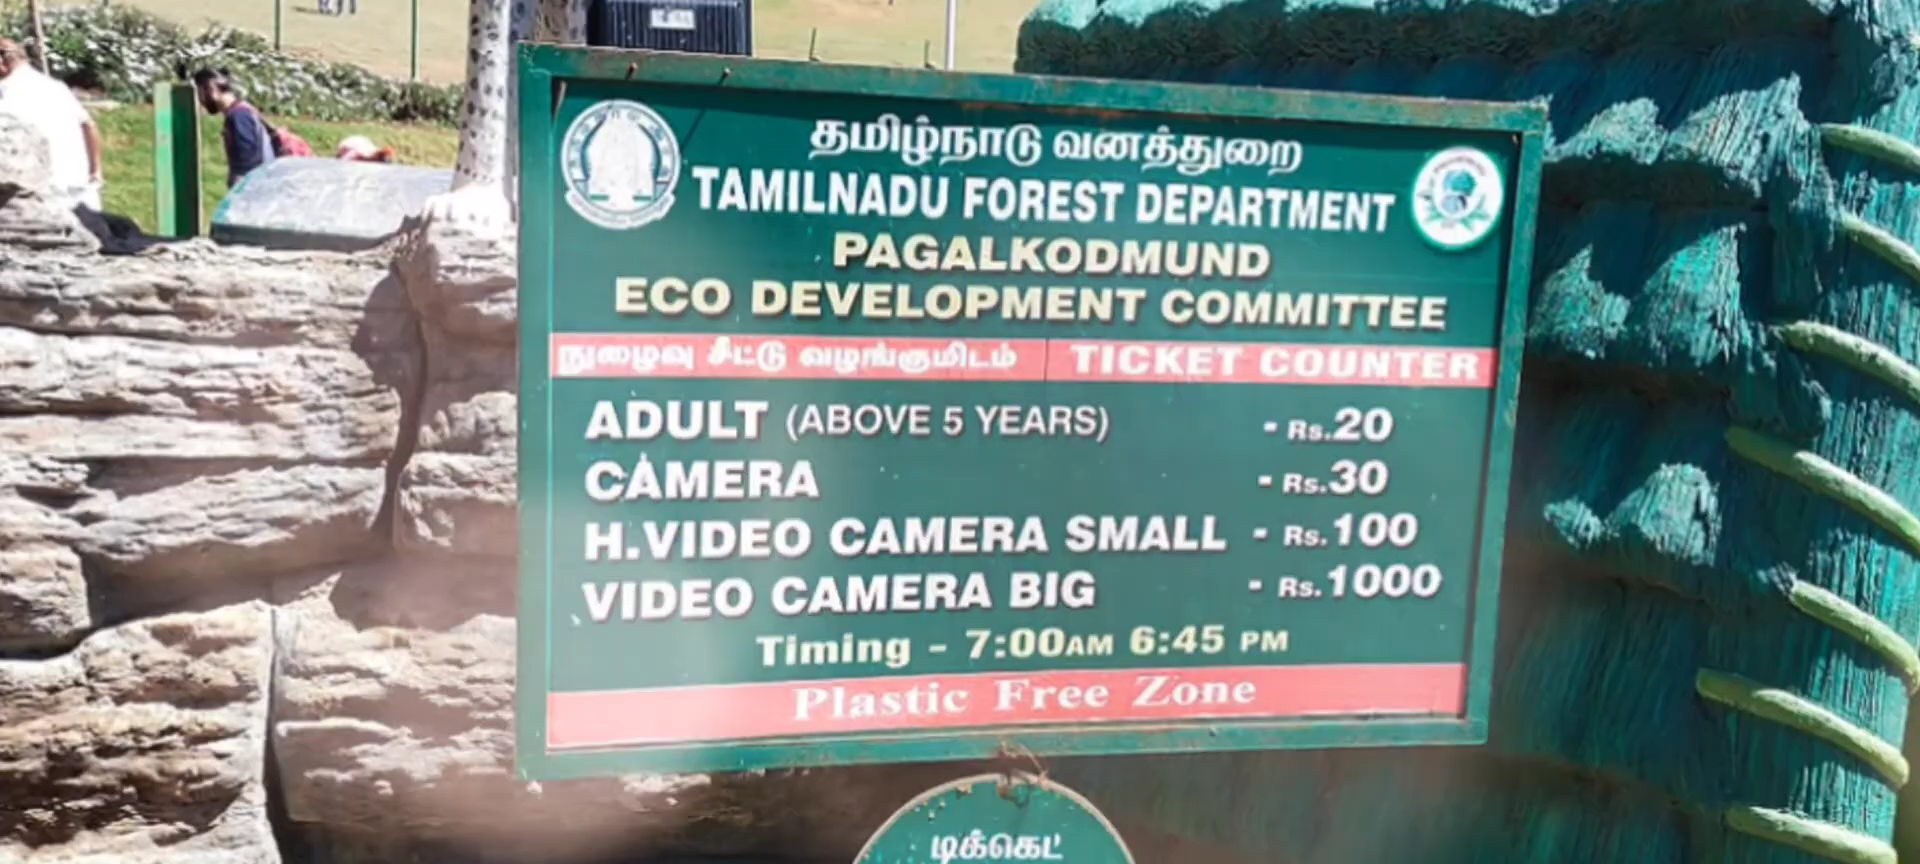 தமிழ்நாடு வனத்துறை
TAMILNADU FOREST DEPARTMENT
PAGALKODMUND
ECO DEVELOPMENT COMMITTEE
நுழைவு சீட்டு வழங்குமிடம் TICKET COUNTER
ADULT (ABOVE 5 YEARS) - Rs.20
CAMERA - Rs.30
H.VIDEO CAMERA SMALL - Rs.100
VIDEO CAMERA BIG - Rs.1000
Timing - 7:00AM 6:45 PM
Plastic Free Zone
டிக்கெட்